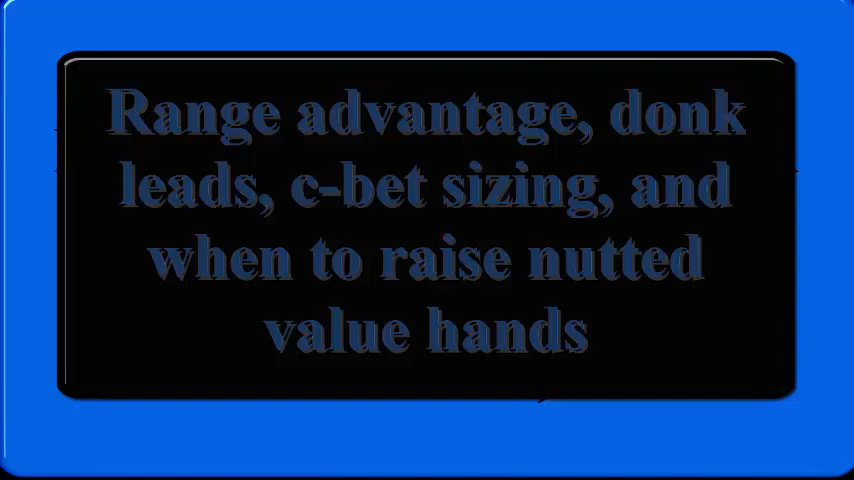 Range advantage, donk
leads, c-bet sizing, and
when to raise nutted
value hands